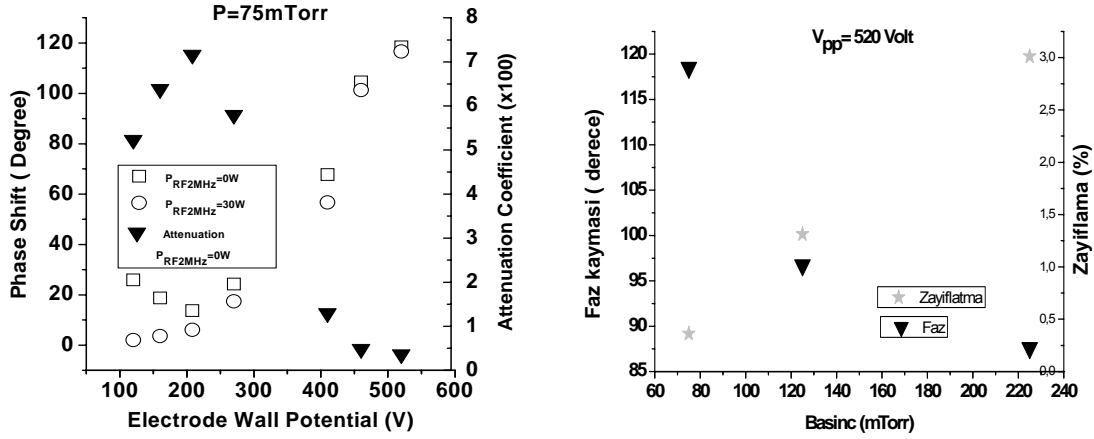 P=75mTorr
120
100
80
60
40
20
0
Phase Shift ( Degree)
8
7
6
5
4
3
2
1
0
Attenuation Coefficient (x100)
P_RF2MHz=0W
P_RF2MHz=30W
Attenuation
P_RF2MHz=0W
100 200 300 400 500 600
Electrode Wall Potential (V)
V_pp= 520 Volt
120
115
110
105
100
95
90
85
Faz kaymasi ( derece)
3,0
2,5
2,0
1,5
1,0
0,5
0,0
Zayiflama (%)
Zayiflatma
Faz
60 80 100 120 140 160 180 200 220 240
Basinc (mTorr)